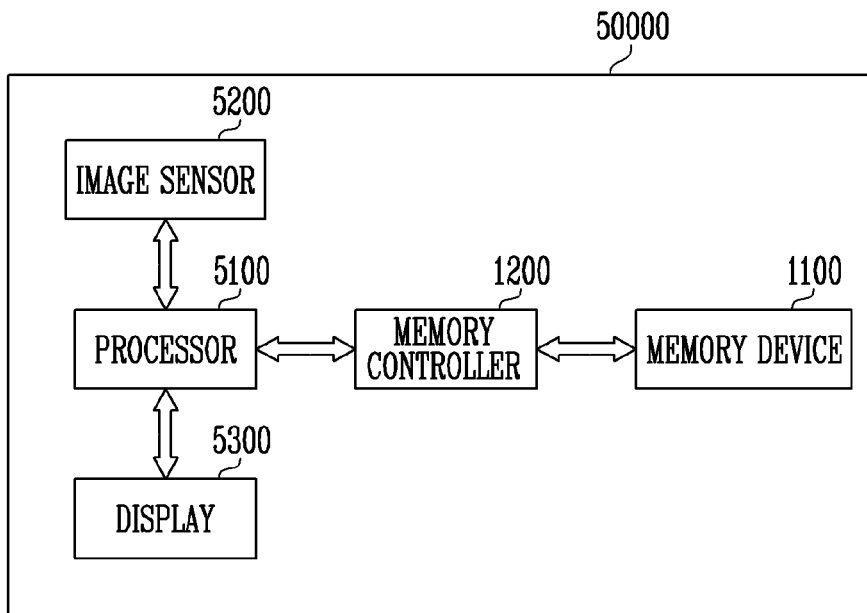 50000
5200
IMAGE SENSOR
5100
PROCESSOR
1200
MEMORY
CONTROLLER
1100
MEMORY DEVICE
5300
DISPLAY